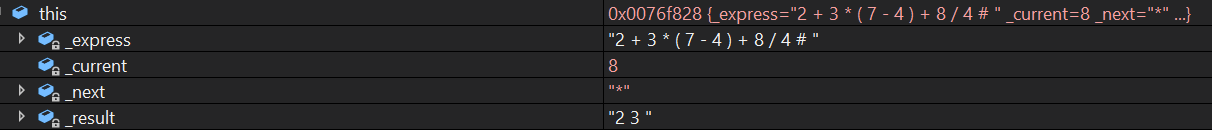 this 0x0076f828 {_express="2 + 3 * ( 7 - 4 ) + 8 / 4 # " _current=8 _next="*" ...}
_express "2 + 3 * ( 7 - 4 ) + 8 / 4 # "
_current 8
_next "*"
_result "2 3 "